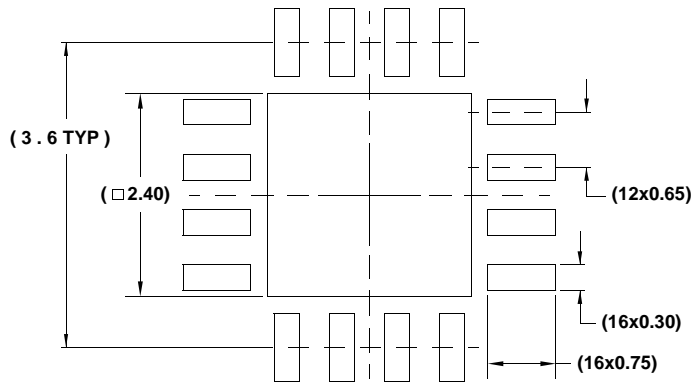 ( 3 . 6 TYP )
( □ 2.40)
(12x0.65)
(16x0.30)
(16x0.75)